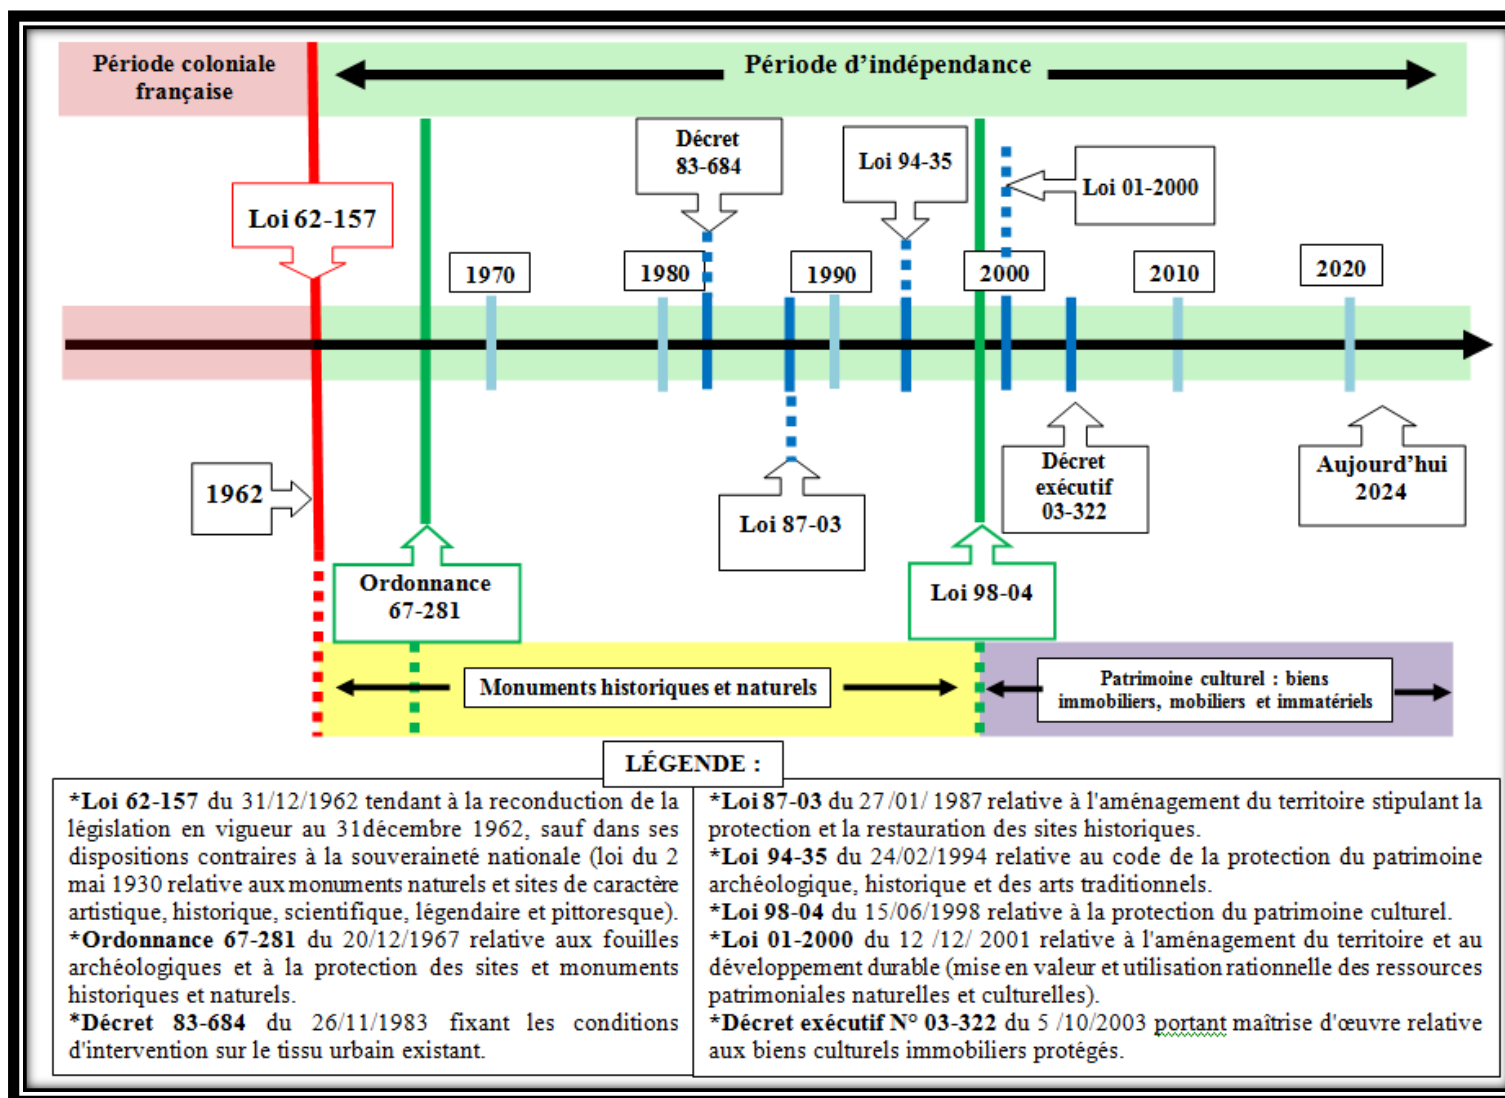 Période coloniale
française
Période d’indépendance
Décret
83-684
Loi 94-35
Loi 01-2000
Loi 62-157
1970
1980
1990
2000
2010
2020
1962
Loi 87-03
Décret
exécutif
03-322
Aujourd’hui
2024
Ordonnance
67-281
Loi 98-04
Monuments historiques et naturels
Patrimoine culturel : biens
immobiliers, mobiliers et immatériels
LÉGENDE :
*Loi 62-157 du 31/12/1962 tendant à la reconduction de la
législation en vigueur au 31décembre 1962, sauf dans ses
dispositions contraires à la souveraineté nationale (loi du 2
mai 1930 relative aux monuments naturels et sites de caractère
artistique, historique, scientifique, légendaire et pittoresque).
*Ordonnance 67-281 du 20/12/1967 relative aux fouilles
archéologiques et à la protection des sites et monuments
historiques et naturels.
*Décret 83-684 du 26/11/1983 fixant les conditions
d'intervention sur le tissu urbain existant.
*Loi 87-03 du 27/01/ 1987 relative à l'aménagement du territoire stipulant la
protection et la restauration des sites historiques.
*Loi 94-35 du 24/02/1994 relative au code de la protection du patrimoine
archéologique, historique et des arts traditionnels.
*Loi 98-04 du 15/06/1998 relative à la protection du patrimoine culturel.
*Loi 01-2000 du 12 /12/ 2001 relative à l'aménagement du territoire et au
développement durable (mise en valeur et utilisation rationnelle des ressources
patrimoniales naturelles et culturelles).
*Décret exécutif N° 03-322 du 5 /10/2003 portant maîtrise d'œuvre relative
aux biens culturels immobiliers protégés.